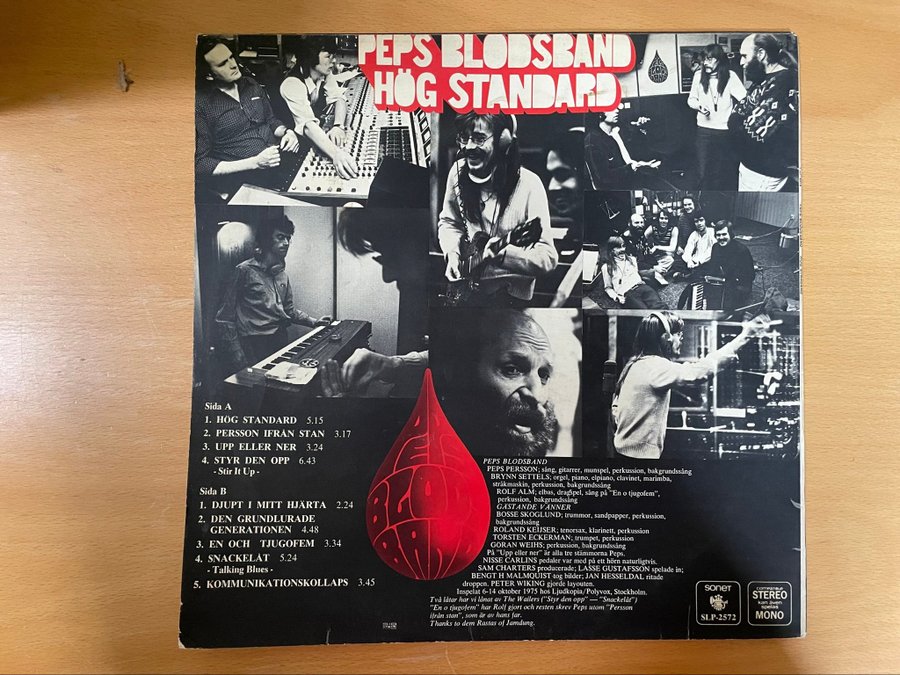 PEPS BLODSBAND
HÖG STANDARD
Sida A
1. HÖG STANDARD 5.15
2. PERSSON IFRÅN STAN 3.17
3. UPP ELLER NER 3.24
4. STYR DEN OPP 6.43
- Stir It Up -
Sida B
1. DJUPT I MITT HJÄRTA 2.24
2. DEN GRUNDLURADE
GENERATIONEN 4.48
3. EN OCH TJUGOFEM 3.34
4. SNACKELÅT 5.24
- Talking Blues -
5. KOMMUNIKATIONSKOLLAPS 3.45
PEPS
BLODS
BAND
PEPS BLODSBAND
PEPS PERSSON; sång, gitarrer, munspel, perkussion, bakgrundssång
BRYNN SETTELS; orgel, piano, elpiano, clavinet, marimba,
stråkmaskin, perkussion, bakgrundssång
ROLF ALM; elbas, dragspel, sång på "En o tjugofem",
perkussion, bakgrundssång
GÄSTANDE VÄNNER
BOSSE SKOGLUND; trummor, sandpapper, perkussion,
bakgrundssång
ROLAND KEIJSER; tenorsax, klarinett, perkussion
TORSTEN ECKERMAN; trumpet, perkussion
GÖRAN WEIHS; perkussion, bakgrundssång
På "Upp eller ner" är alla tre stämmorna Peps.
NISSE CARLINS pedaler var med på ett hörn naturligtvis.
SAM CHARTERS producerade; LASSE GUSTAFSSON spelade in;
BENGT H MALMQUIST tog bilder; JAN HESSELDAL ritade
droppen. PETER WIKING gjorde layouten.
Inspelat 6-14 oktober 1975 hos Ljudkopia/Polyvox, Stockholm.
Två låtar har vi lånat av The Wailers ("Styr den opp" — "Snackelåt")
"En o tjugofem" har Rolf gjort och resten skrev Peps utom "Persson
ifrån stan", som är av hans far.
Thanks to dem Rastas of Jamdung.
sonet
SLP-2572
STEREO
kan även
spelas
MONO